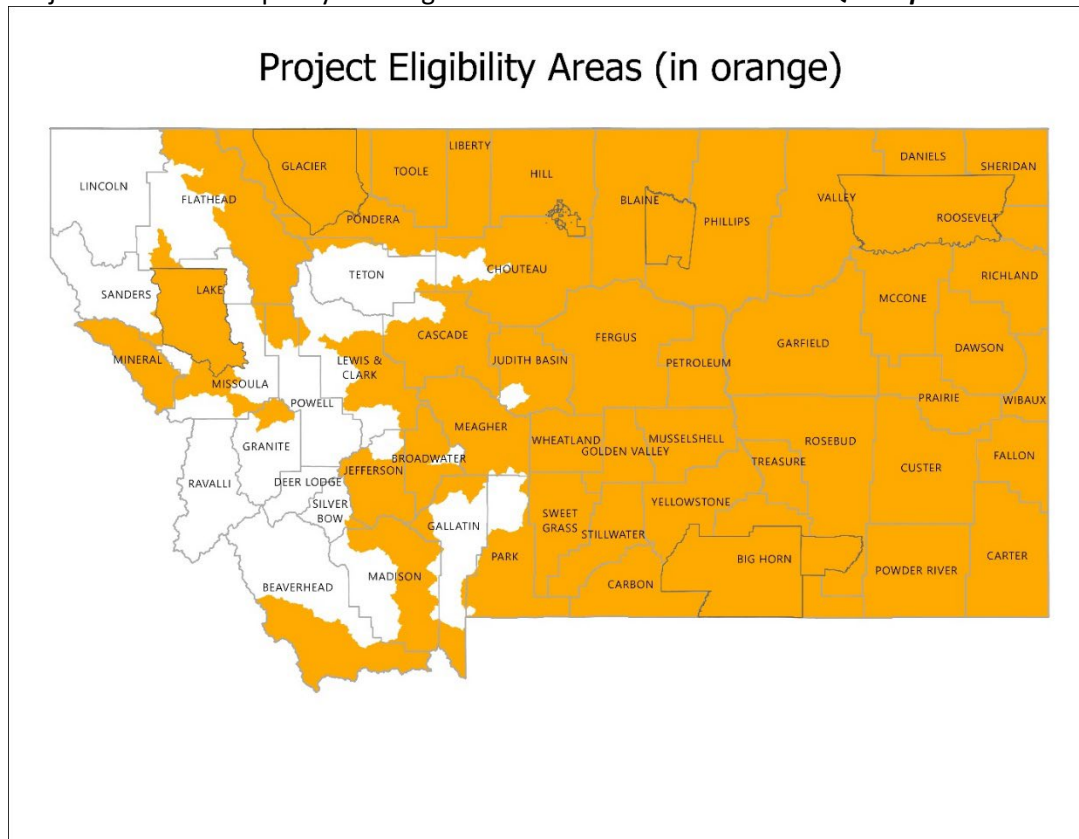 Project Eligibility Areas (in orange)
DANIELS
SHERIDAN
LIBERTY
GLACIER
TOOLE
HILL
LINCOLN
FLATHEAD
BLAINE
VALLEY
PHILLIPS
ROOSEVELT
PONDERA
TETON
CHOUTEAU
RICHLAND
SANDERS
LAKE
MCCONE
CASCADE
FERGUS
GARFIELD
DAWSON
MINERAL
LEWIS &
CLARK
JUDITH BASIN
PETROLEUM
MISSOULA
PRAIRIE
WIBAUX
POWELL
MEAGHER
GRANITE
WHEATLAND
GOLDEN VALLEY
MUSSELSHELL
ROSEBUD
BROADWATER
FALLON
JEFFERSON
TREASURE
CUSTER
RAVALLI
DEER LODGE
SILVER
BOW
YELLOWSTONE
GALLATIN
SWEET
GRASS
STILLWATER
PARK
BIG HORN
CARTER
MADISON
CARBON
POWDER RIVER
BEAVERHEAD